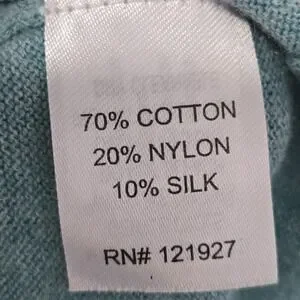 70% COTTON
20% NYLON
10% SILK
RN# 121927